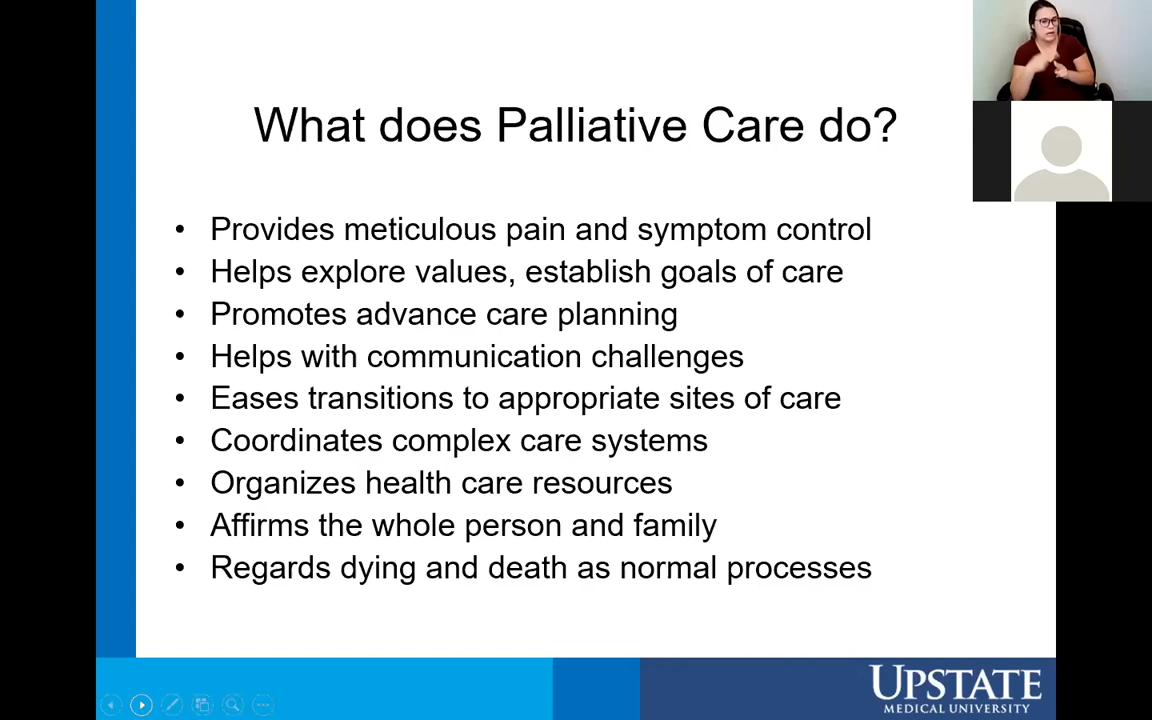 What does Palliative Care do?
• Provides meticulous pain and symptom control
• Helps explore values, establish goals of care
• Promotes advance care planning
• Helps with communication challenges
• Eases transitions to appropriate sites of care
• Coordinates complex care systems
• Organizes health care resources
• Affirms the whole person and family
• Regards dying and death as normal processes
UPSTATE
MEDICAL UNIVERSITY